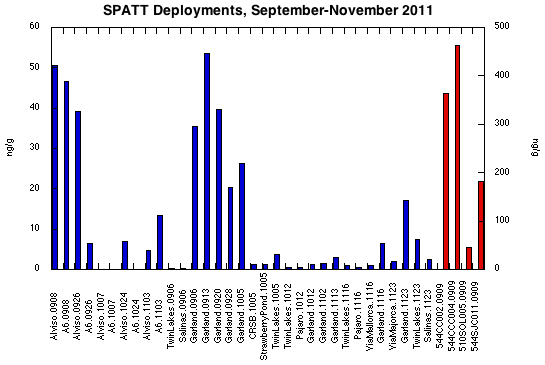 SPATT Deployments, September-November 2011
60
50
40
30
20
10
0
ng/g
500
400
300
200
100
0
ng/g
Alviso.0908
A6.0908
Alviso.0926
A6.0926
Alviso.1007
A6.1007
Alviso.1024
A6.1024
Alviso.1103
A6.1103
TwinLakes.0906
Salinas.0906
Garland.0906
Garland.0913
Garland.0920
Garland.0928
Garland.1005
CRSB.1005
StrawberryPond.1005
TwinLakes.1005
TwinLakes.1012
Pajaro.1012
Garland.1012
Garland.1102
Garland.1113
TwinLakes.1116
Pajaro.1116
ViaMallorca.1116
Garland.1116
ViaMajorca.1123
Garland.1123
TwinLakes.1123
Salinas.1123
544CC002.0909
544CCC004.0909
510SOL005.0909
544SJC011.0909